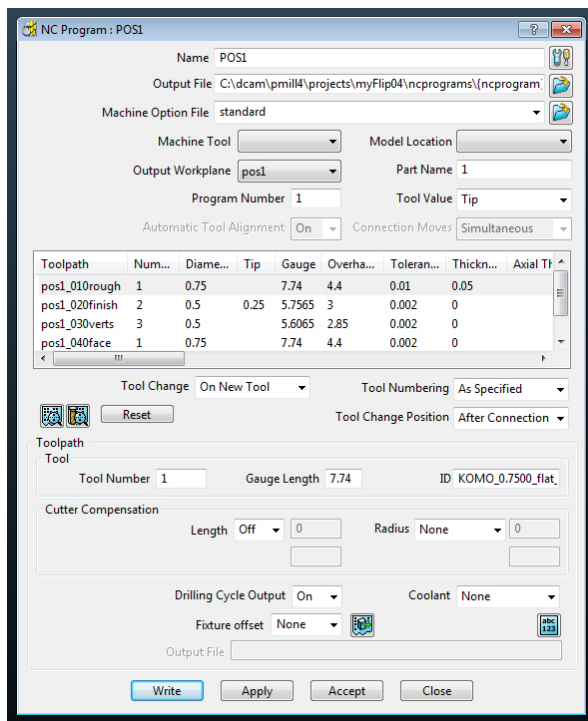 NC Program : POS1
Name POS1
Output File C:\dcam\pmill4\projects\myFlip04\ncprograms\{ncprogram}
Machine Option File standard
Machine Tool Model Location
Output Workplane pos1 Part Name 1
Program Number 1 Tool Value Tip
Automatic Tool Alignment On Connection Moves Simultaneous
Toolpath Num... Diame... Tip Gauge Overha... Toleran... Thickn... Axial Th
pos1_010rough 1 0.75 7.74 4.4 0.01 0.05
pos1_020finish 2 0.5 0.25 5.7565 3 0.002 0
pos1_030verts 3 0.5 5.6065 2.85 0.002 0
pos1_040face 1 0.75 7.74 4.4 0.002 0
Tool Change On New Tool Tool Numbering As Specified
Reset Tool Change Position After Connection
Toolpath
Tool
Tool Number 1 Gauge Length 7.74 ID KOMO_0.7500_flat_
Cutter Compensation
Length Off 0 Radius None 0
Drilling Cycle Output On Coolant None
Fixture offset None abc
123
Output File
Write Apply Accept Close